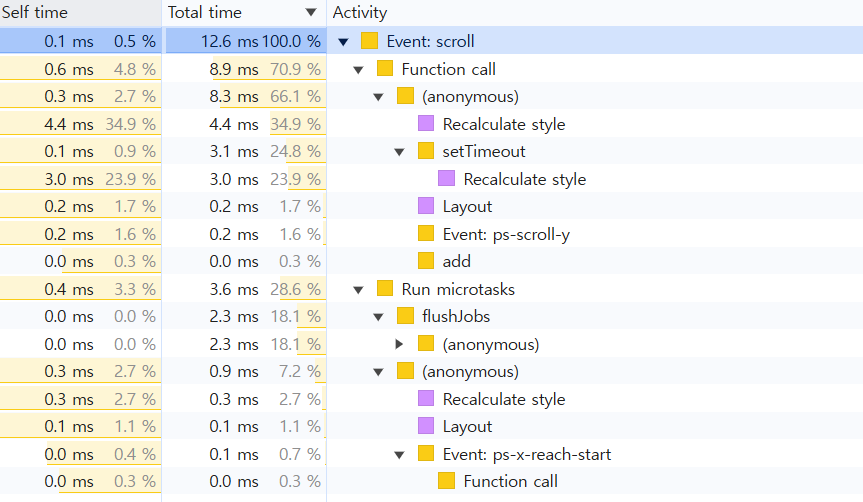 Self time Total time ▼ Activity
0.1 ms 0.5 % 12.6 ms 100.0 % ▼ Event: scroll
0.6 ms 4.8 % 8.9 ms 70.9 % ▼ Function call
0.3 ms 2.7 % 8.3 ms 66.1 % ▼ (anonymous)
4.4 ms 34.9 % 4.4 ms 34.9 % Recalculate style
0.1 ms 0.9 % 3.1 ms 24.8 % ▼ setTimeout
3.0 ms 23.9 % 3.0 ms 23.9 % Recalculate style
0.2 ms 1.7 % 0.2 ms 1.7 % Layout
0.2 ms 1.6 % 0.2 ms 1.6 % Event: ps-scroll-y
0.0 ms 0.3 % 0.0 ms 0.3 % add
0.4 ms 3.3 % 3.6 ms 28.6 % ▼ Run microtasks
0.0 ms 0.0 % 2.3 ms 18.1 % ▼ flushJobs
0.0 ms 0.0 % 2.3 ms 18.1 % ▶ (anonymous)
0.3 ms 2.7 % 0.9 ms 7.2 % ▼ (anonymous)
0.3 ms 2.7 % 0.3 ms 2.7 % Recalculate style
0.1 ms 1.1 % 0.1 ms 1.1 % Layout
0.0 ms 0.4 % 0.1 ms 0.7 % ▼ Event: ps-x-reach-start
0.0 ms 0.3 % 0.0 ms 0.3 % Function call